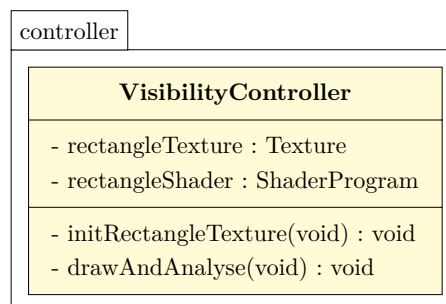 controller
VisibilityController
- rectangleTexture : Texture
- rectangleShader : ShaderProgram
- initRectangleTexture(void) : void
- drawAndAnalyse(void) : void